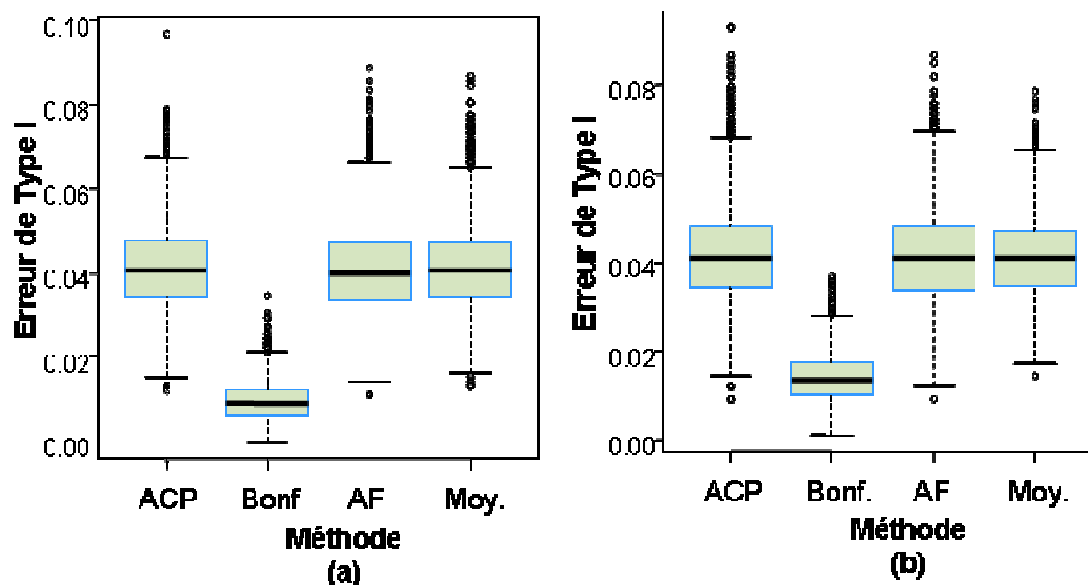 Erreur de Type I
0.10
0.08
0.06
0.04
0.02
0.00
ACP Bonf AF Moy.
Méthode
(a)
Erreur de Type I
0.08
0.06
0.04
0.02
0.00
ACP Bonf. AF Moy.
Méthode
(b)